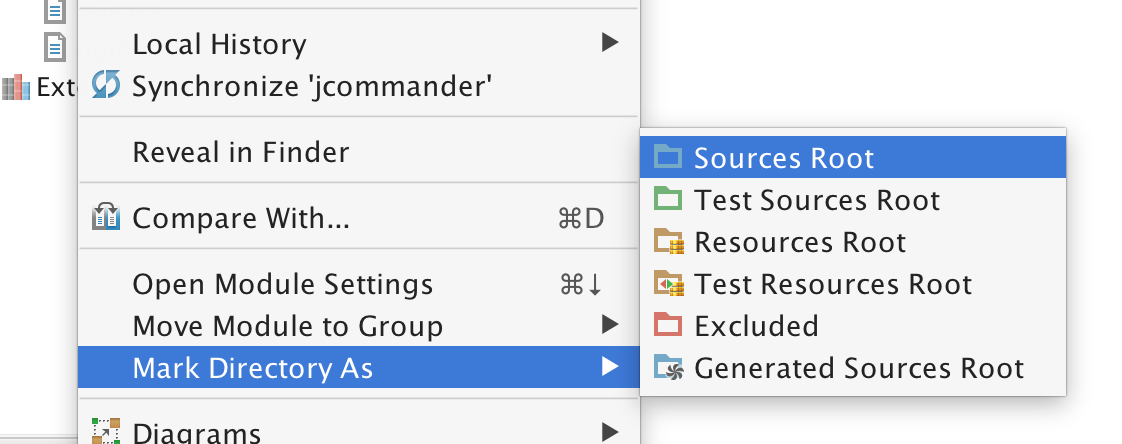 Local History
Synchronize 'jcommander'
Reveal in Finder
Compare With... ⌘D
Open Module Settings ⌘↓
Move Module to Group
Mark Directory As
Diagrams
Sources Root
Test Sources Root
Resources Root
Test Resources Root
Excluded
Generated Sources Root